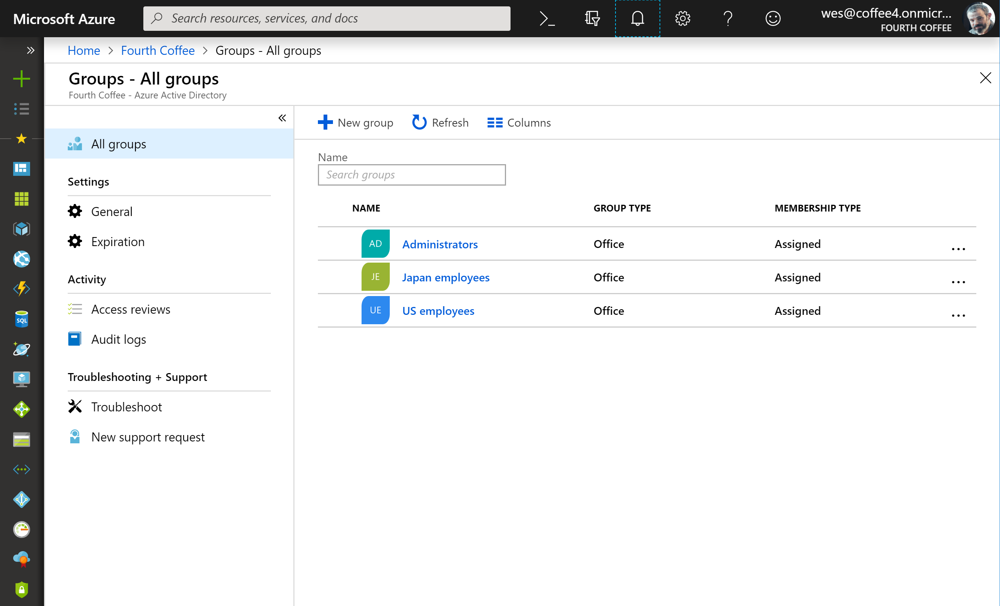 Microsoft Azure
Search resources, services, and docs
wes@coffee4.onmicr...
FOURTH COFFEE
Home > Fourth Coffee > Groups - All groups
Groups - All groups
Fourth Coffee - Azure Active Directory
All groups
Settings
General
Expiration
Activity
Access reviews
Audit logs
Troubleshooting + Support
Troubleshoot
New support request
SQL
New group Refresh Columns
Name
Search groups
NAME GROUP TYPE MEMBERSHIP TYPE
AD Administrators Office Assigned ...
JE Japan employees Office Assigned ...
UE US employees Office Assigned ...